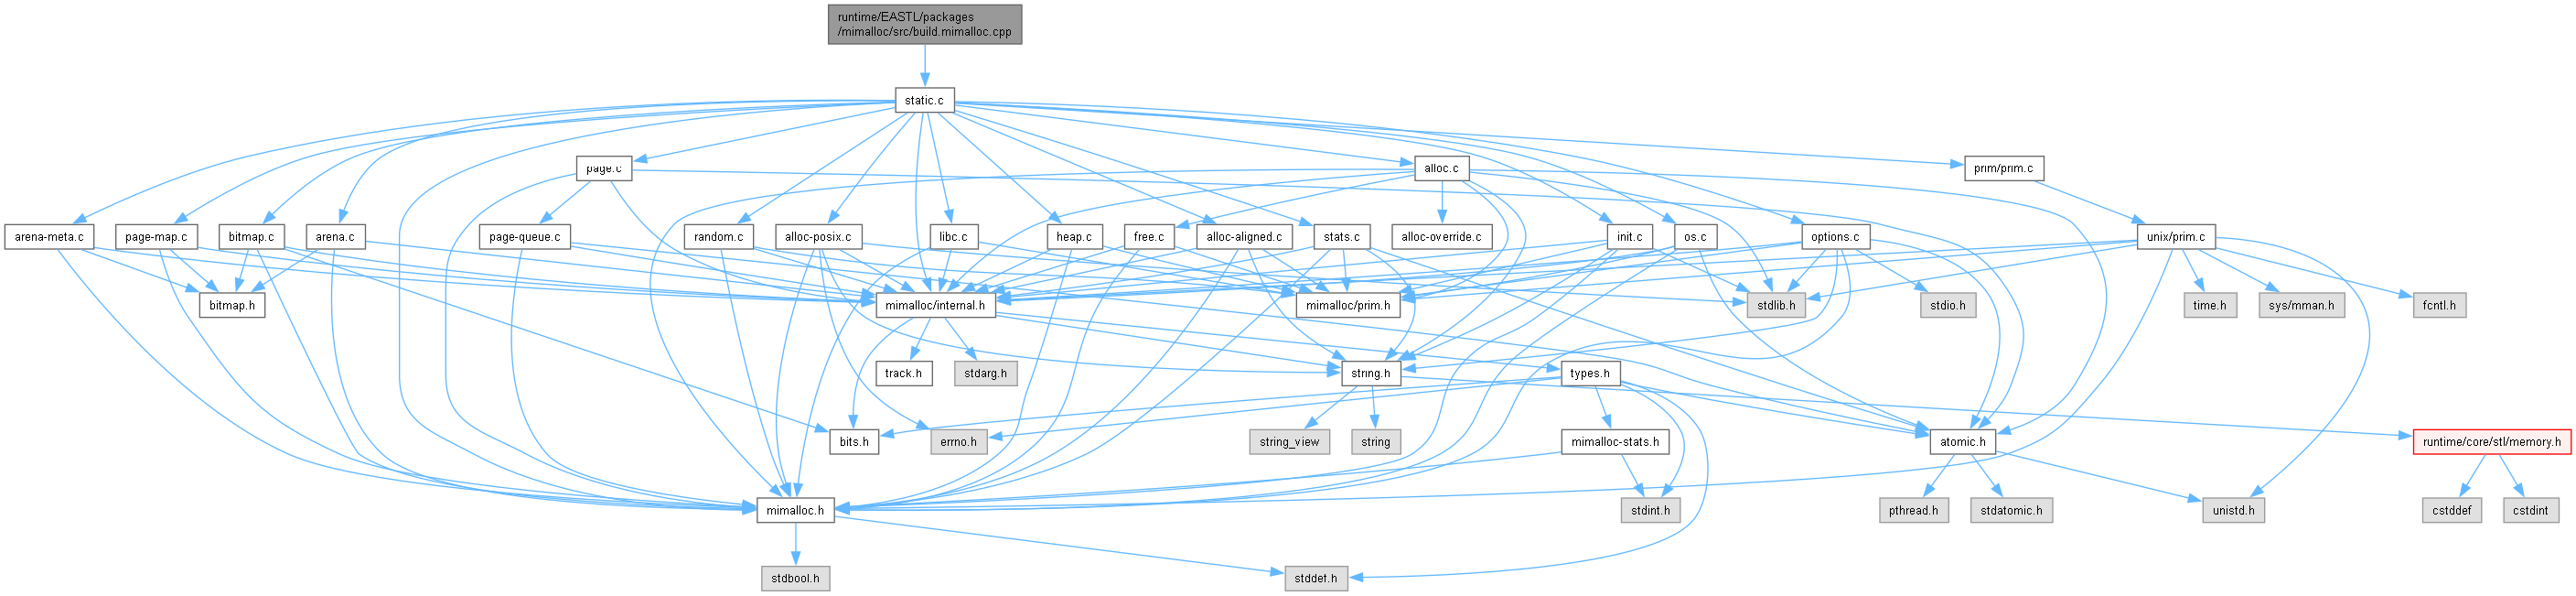 runtime/EASTL/packages
/mimalloc/src/build.mimalloc.cpp
static.c
page.c
alloc.c
prim/prim.c
arena-meta.c
page-map.c
bitmap.c
arena.c
page-queue.c
random.c
alloc-posix.c
libc.c
heap.c
free.c
alloc-aligned.c
stats.c
alloc-override.c
init.c
os.c
options.c
unix/prim.c
bitmap.h
mimalloc/internal.h
mimalloc/prim.h
stdlib.h
stdio.h
time.h
sys/mman.h
fcntl.h
track.h
stdarg.h
string.h
types.h
bits.h
errno.h
string_view
string
mimalloc-stats.h
atomic.h
runtime/core/stl/memory.h
mimalloc.h
stdint.h
pthread.h
stdatomic.h
unistd.h
cstddef
cstdint
stdbool.h
stddef.h